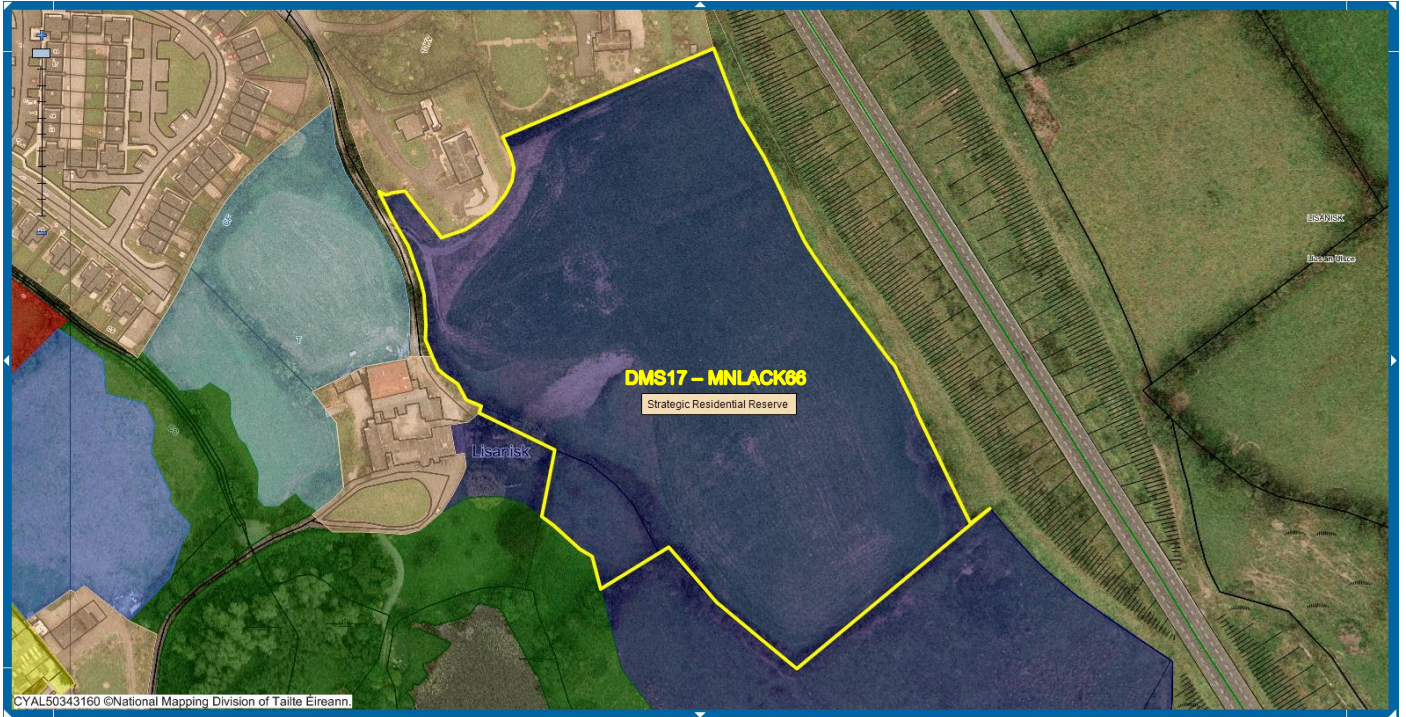 DMS17 – MNLACK66
Strategic Residential Reserve
Lisanisk
LISANISK
Lios an Uisce
CYAL50343160 ©National Mapping Division of Tailte Éireann.